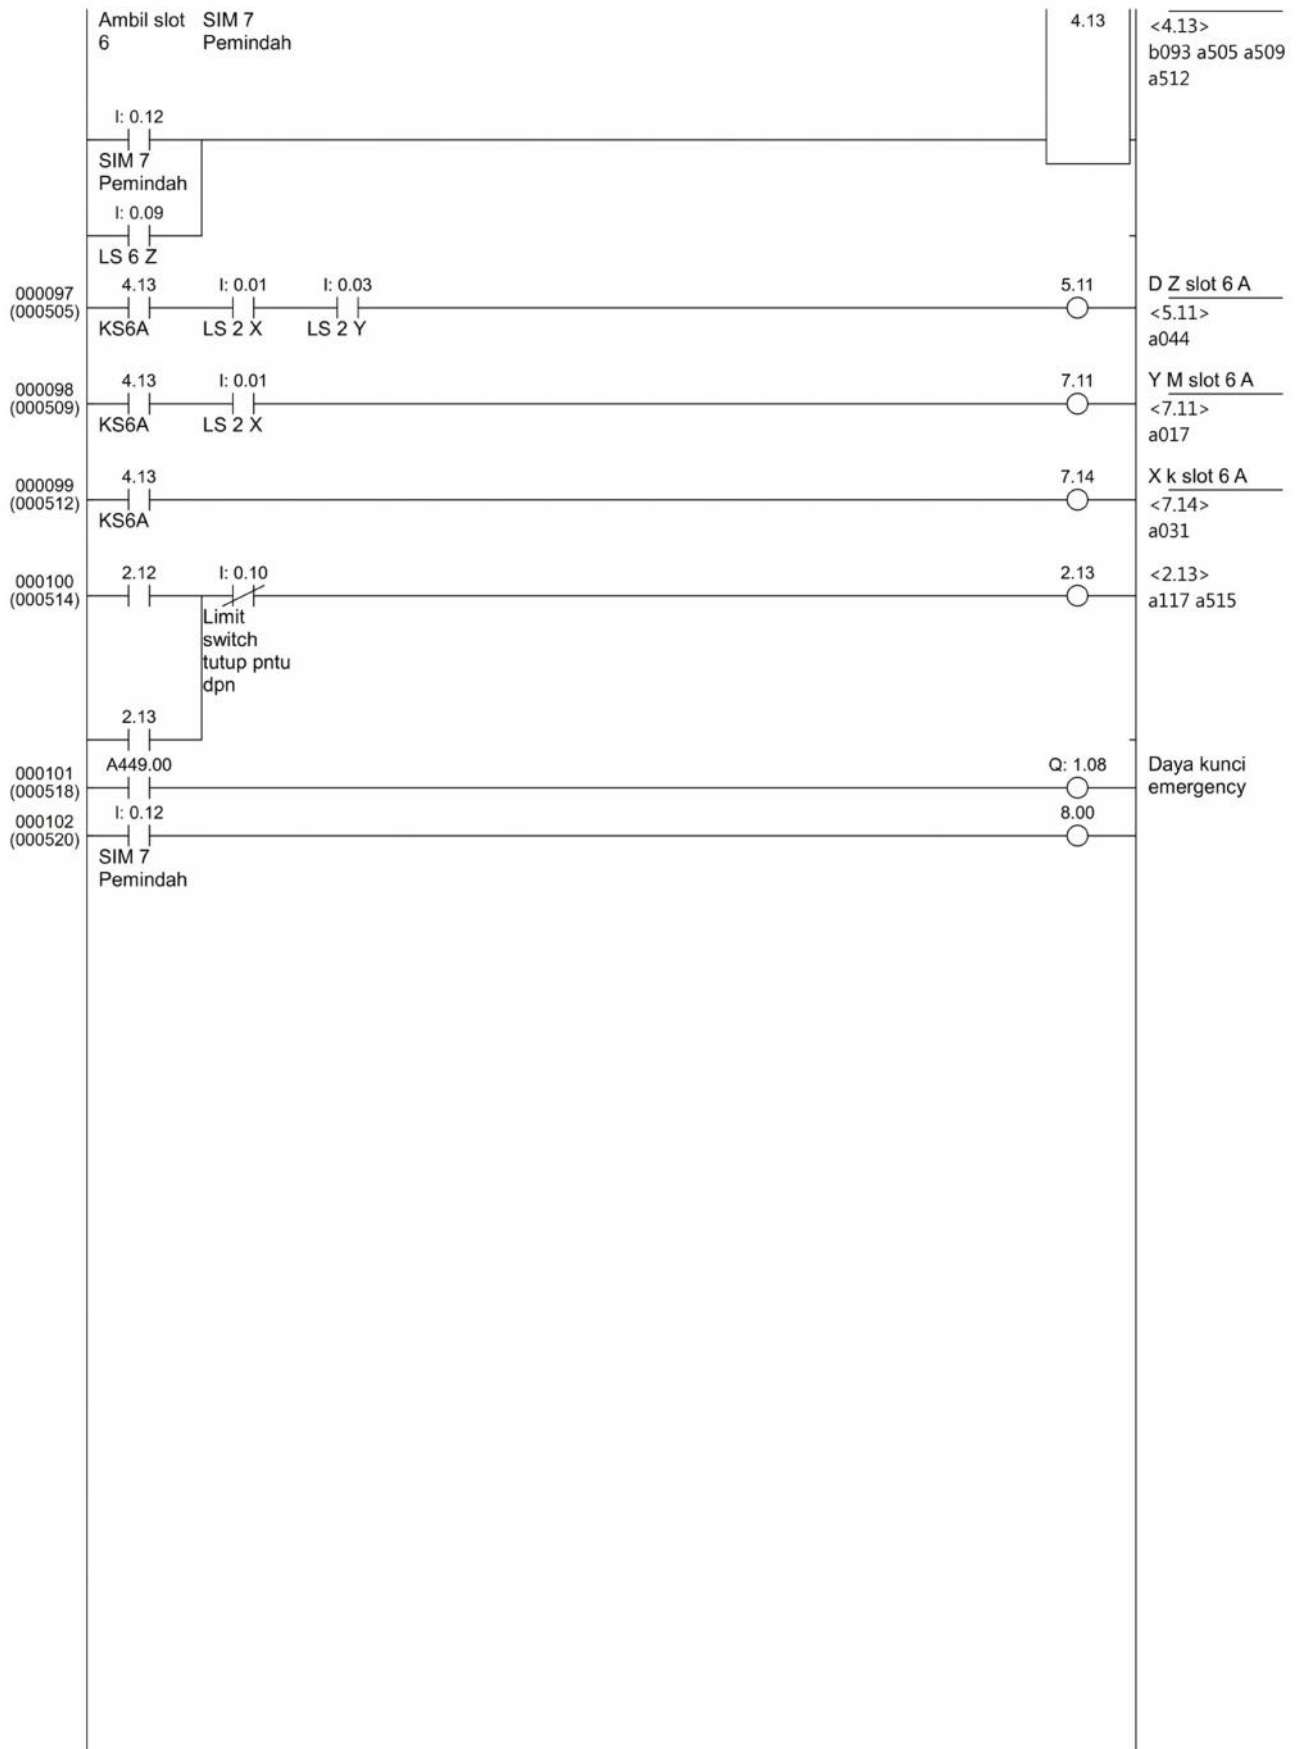 Ambil slot 6
SIM 7 Pemindah
4.13
<4.13>
b093 a505 a509
a512
I: 0.12
SIM 7
Pemindah
I: 0.09
LS 6 Z
000097
(000505)
4.13
I: 0.01
I: 0.03
5.11
D Z slot 6 A
KS6A
LS 2 X
LS 2 Y
<5.11>
a044
000098
(000509)
4.13
I: 0.01
7.11
Y M slot 6 A
KS6A
LS 2 X
<7.11>
a017
000099
(000512)
4.13
7.14
X k slot 6 A
KS6A
<7.14>
a031
000100
(000514)
2.12
I: 0.10
2.13
<2.13>
a117 a515
Limit
switch
tutup pntu
dpn
2.13
000101
(000518)
A449.00
Q: 1.08
Daya kunci
emergency
000102
(000520)
I: 0.12
8.00
SIM 7
Pemindah